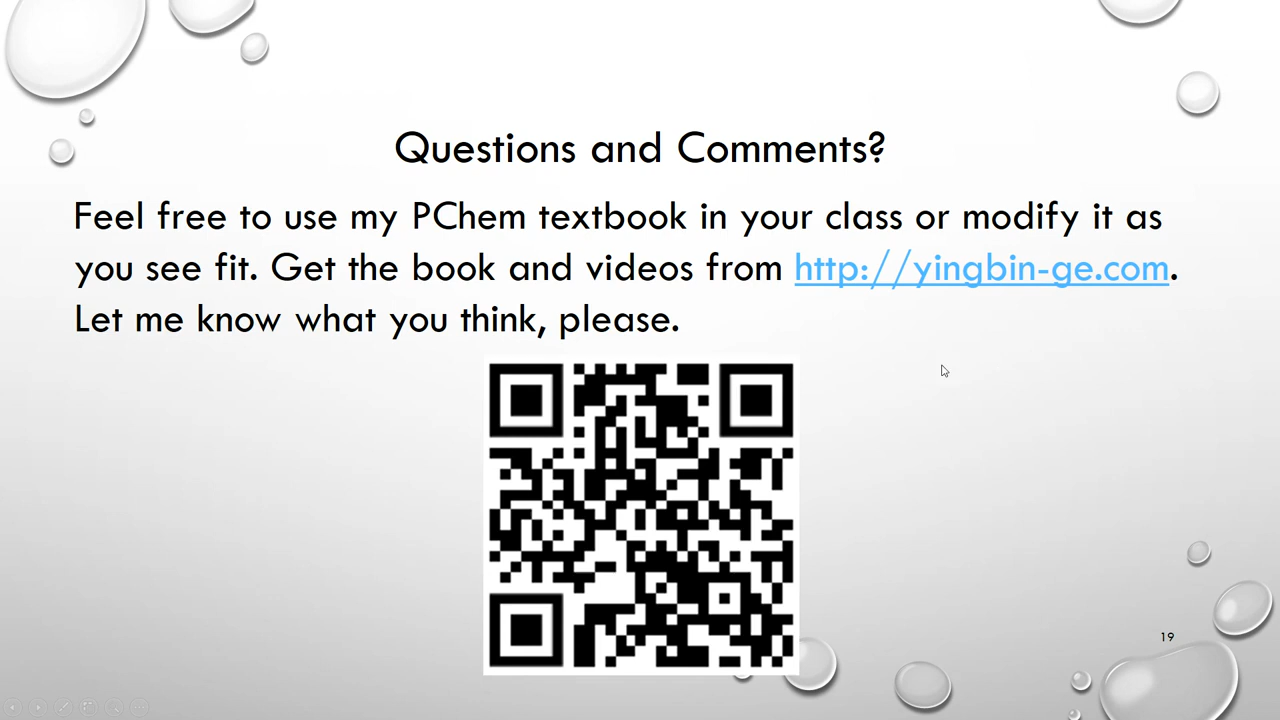 Questions and Comments?
Feel free to use my PChem textbook in your class or modify it as
you see fit. Get the book and videos from http://yingbin-ge.com.
Let me know what you think, please.
19